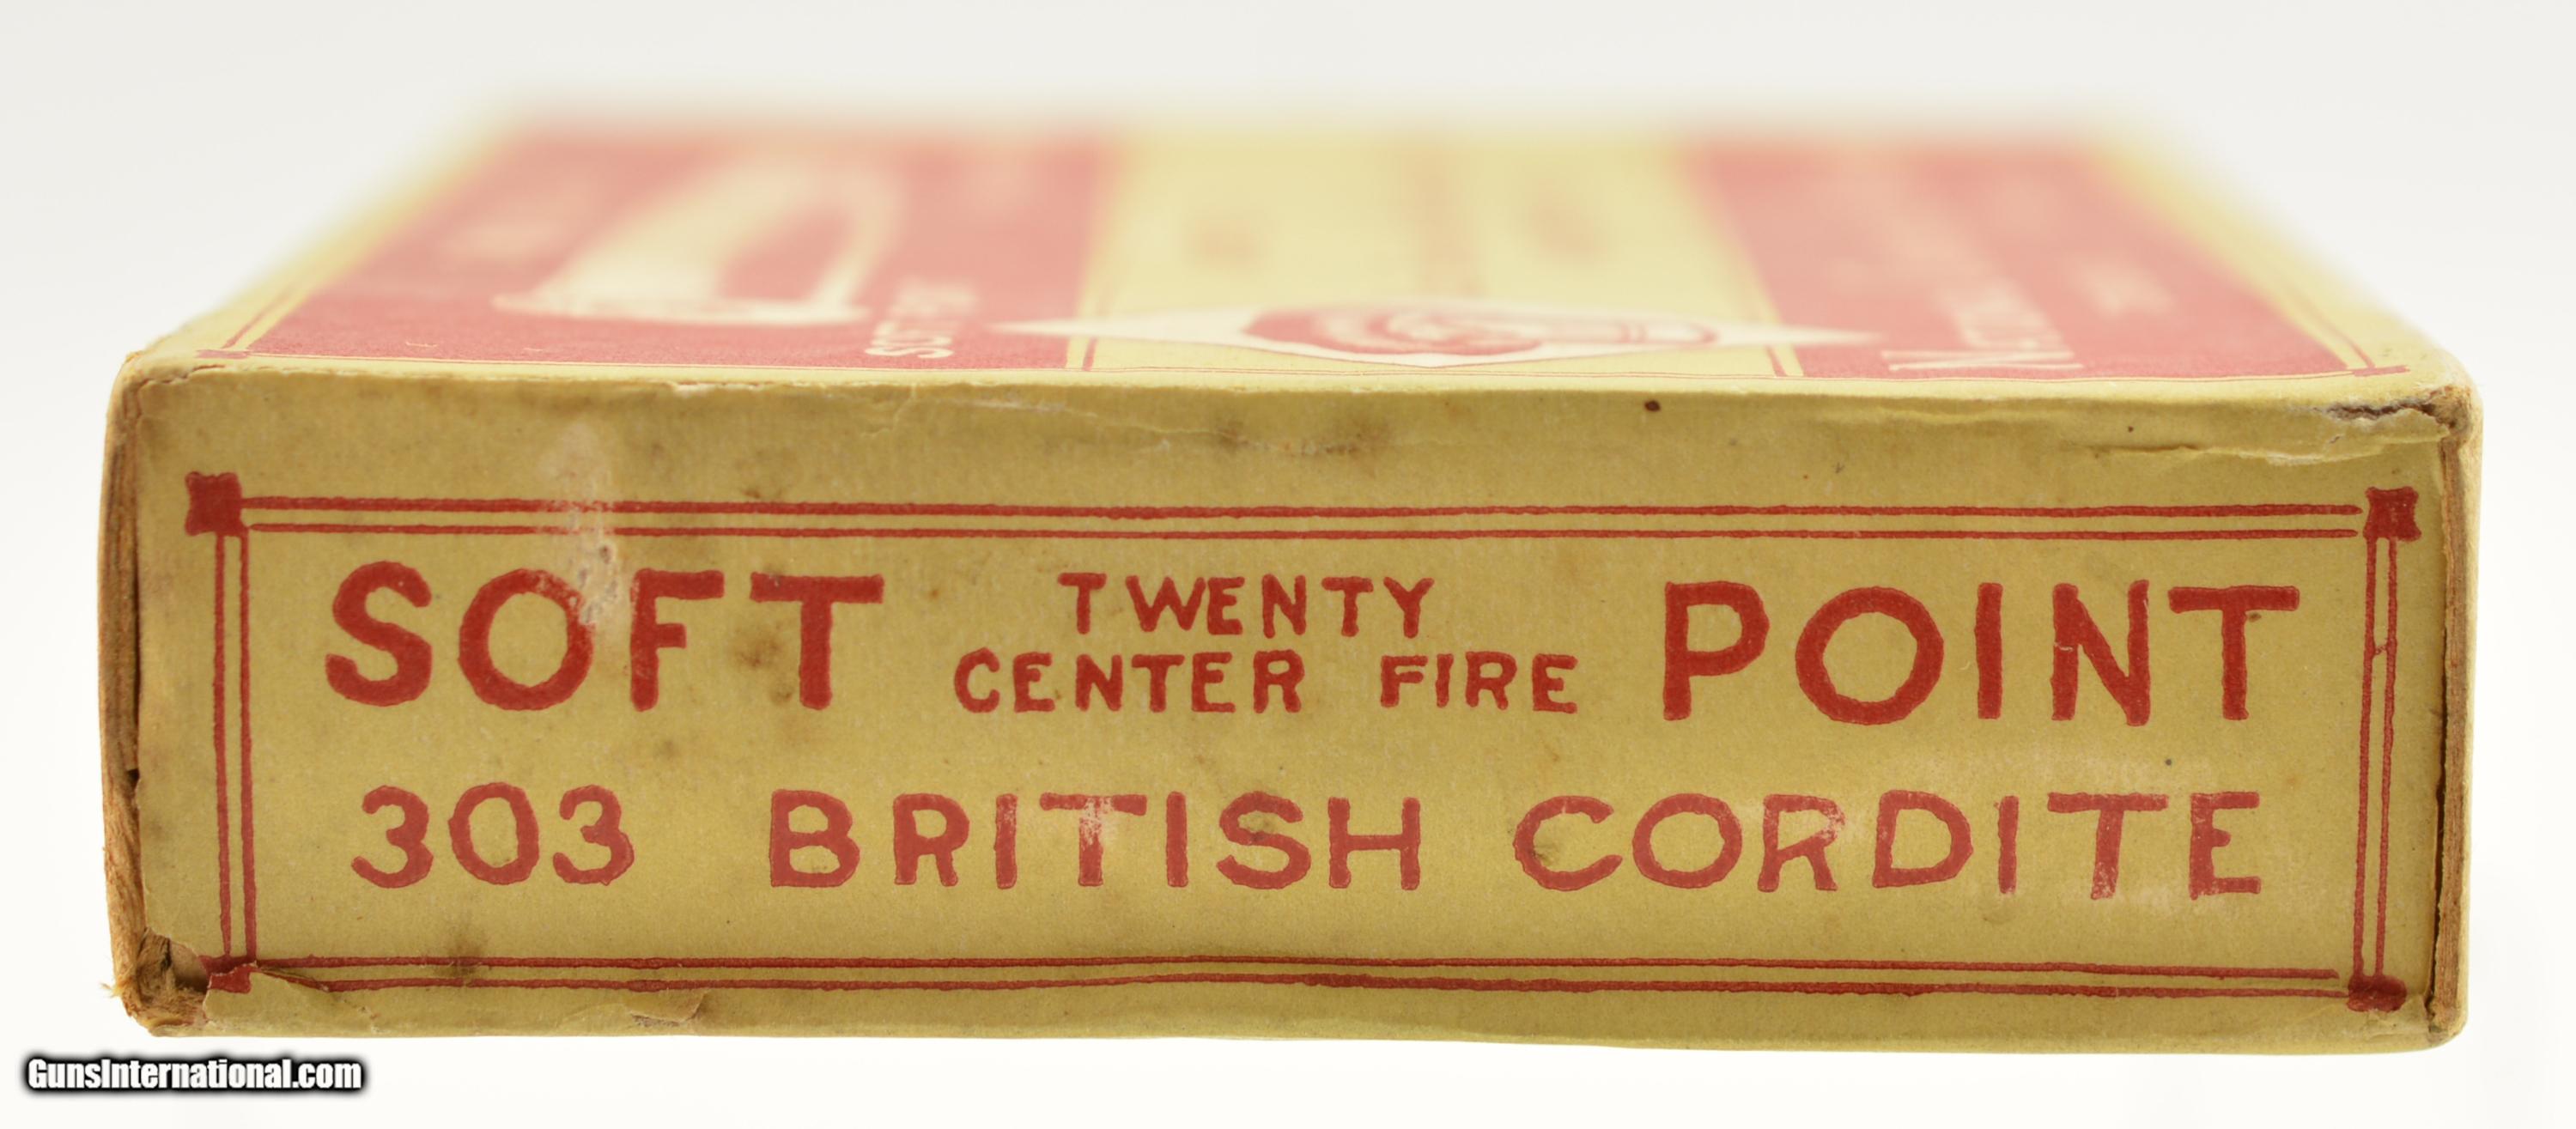 SOFT TWENTY CENTER FIRE POINT
303 BRITISH CORDITE
GunsInternational.com